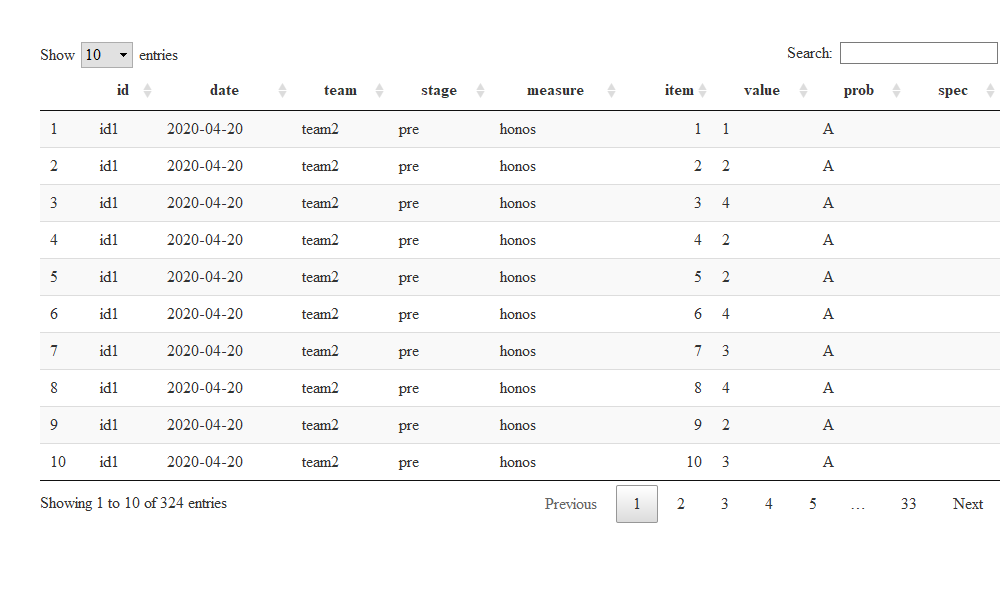 Show 10 entries Search:
id date team stage measure item value prob spec
1 id1 2020-04-20 team2 pre honos 1 1 A
2 id1 2020-04-20 team2 pre honos 2 2 A
3 id1 2020-04-20 team2 pre honos 3 4 A
4 id1 2020-04-20 team2 pre honos 4 2 A
5 id1 2020-04-20 team2 pre honos 5 2 A
6 id1 2020-04-20 team2 pre honos 6 4 A
7 id1 2020-04-20 team2 pre honos 7 3 A
8 id1 2020-04-20 team2 pre honos 8 4 A
9 id1 2020-04-20 team2 pre honos 9 2 A
10 id1 2020-04-20 team2 pre honos 10 3 A
Showing 1 to 10 of 324 entries Previous 1 2 3 4 5 … 33 Next